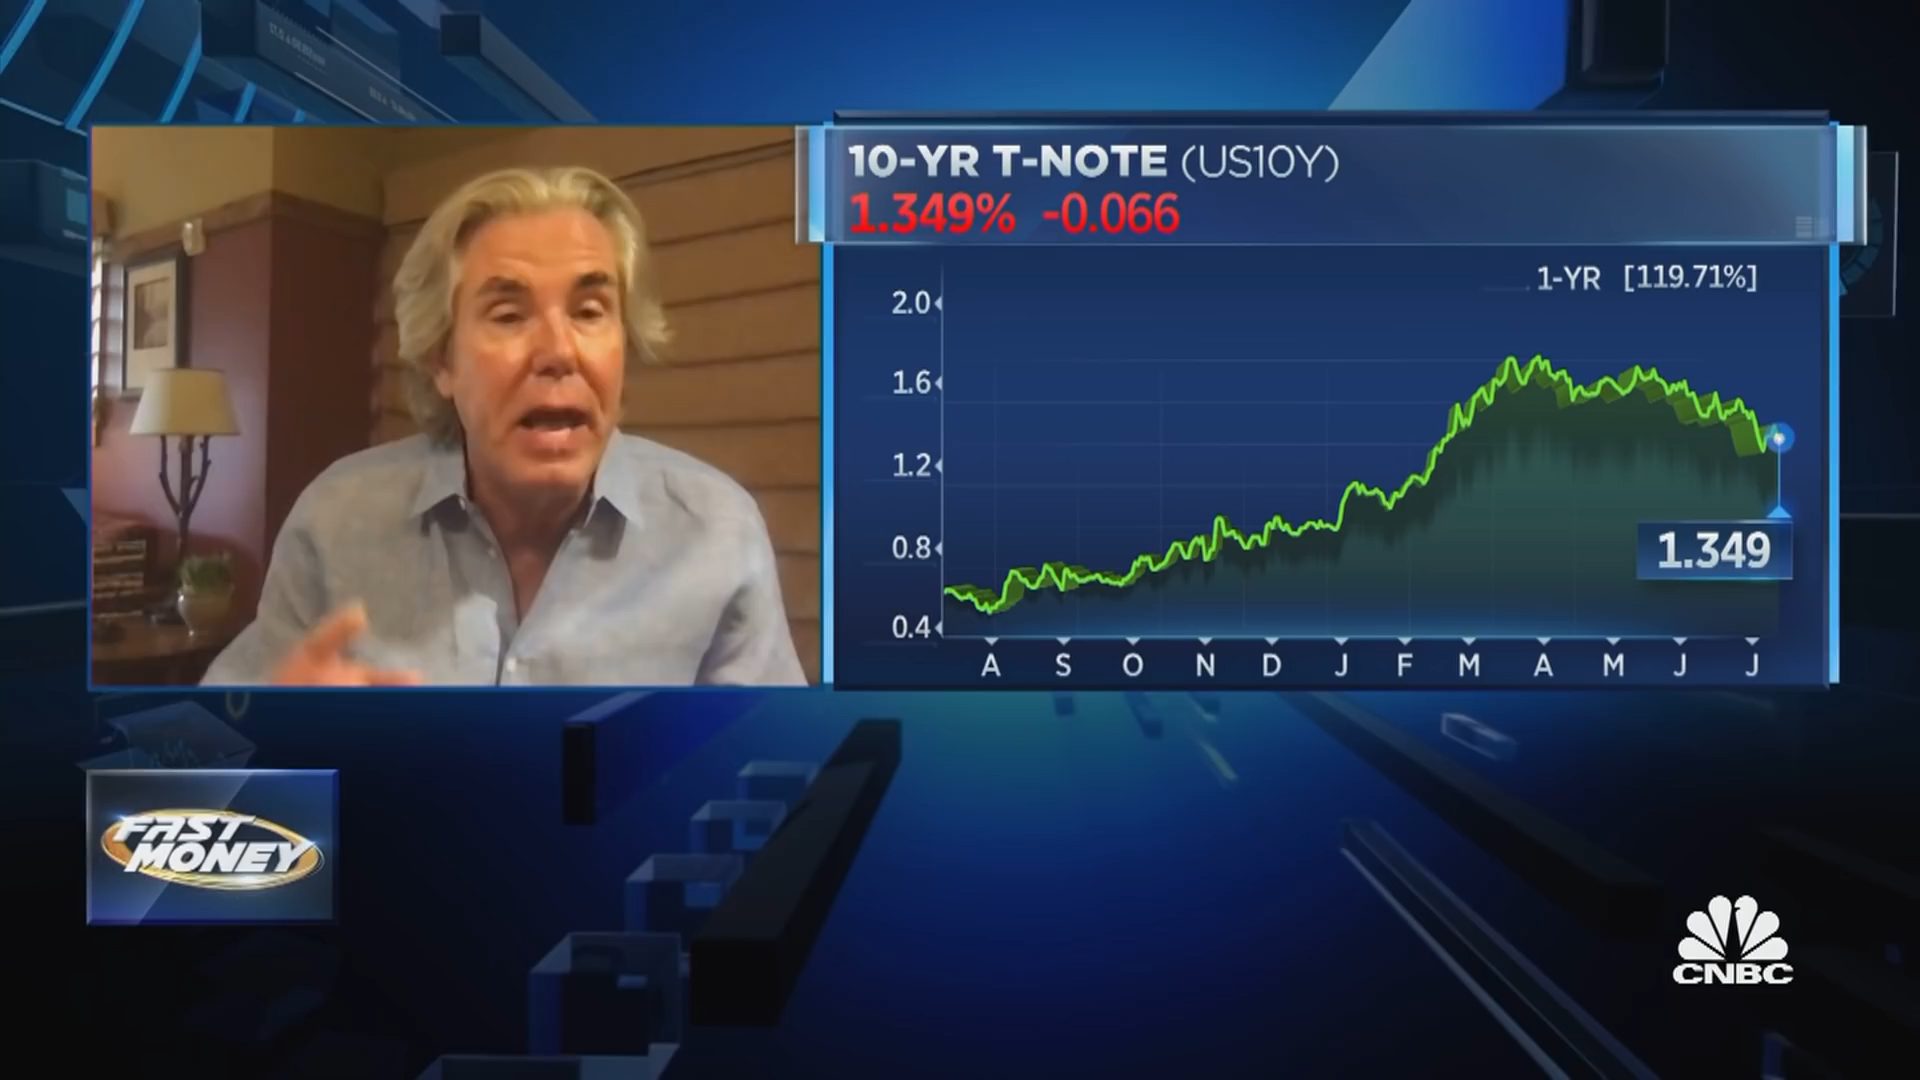 10-YR T-NOTE (US10Y)
1.349% -0.066
1-YR [119.71%]
2.0
1.6
1.2
0.8
0.4
1.349
A S O N D J F M A M J J
FAST
MONEY
CNBC